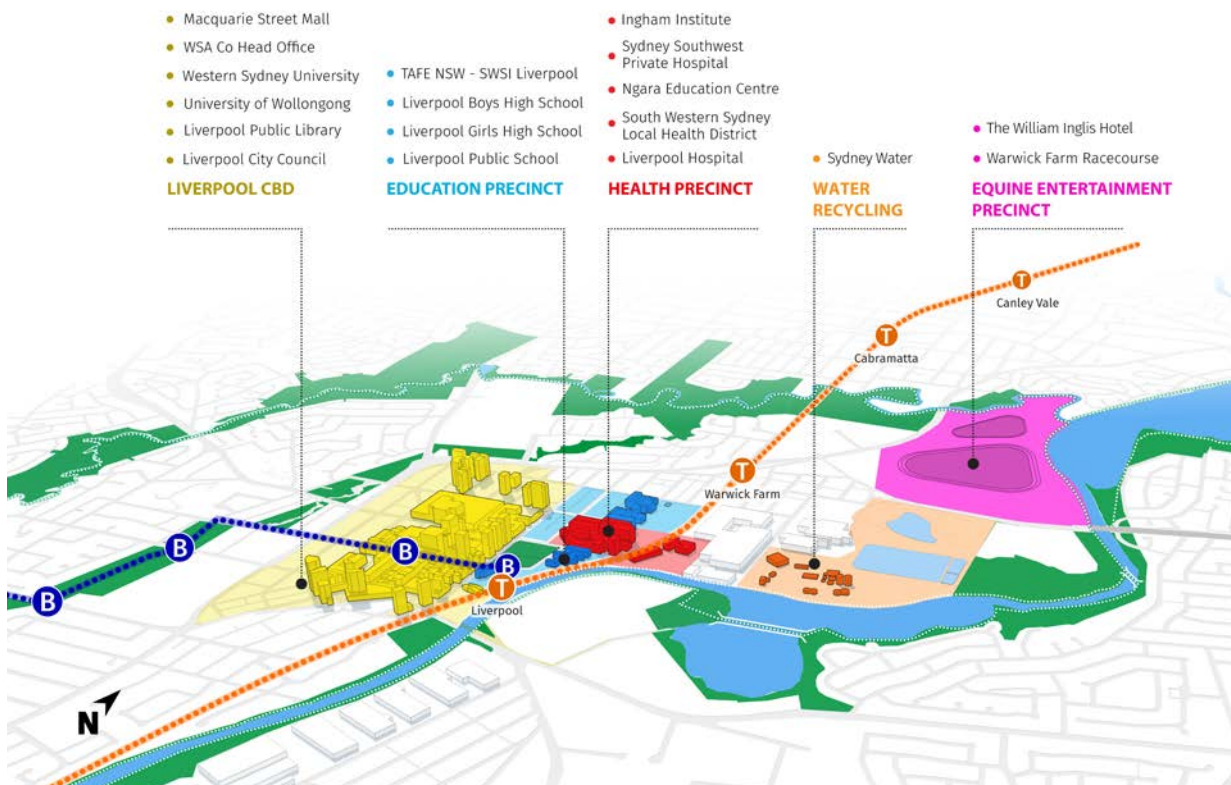 Macquarie Street Mall
WSA Co Head Office
Western Sydney University
University of Wollongong
Liverpool Public Library
Liverpool City Council
LIVERPOOL CBD
TAFE NSW - SWSI Liverpool
Liverpool Boys High School
Liverpool Girls High School
Liverpool Public School
EDUCATION PRECINCT
Ingham Institute
Sydney Southwest
Private Hospital
Ngara Education Centre
South Western Sydney
Local Health District
Liverpool Hospital
HEALTH PRECINCT
Sydney Water
WATER
RECYCLING
The William Inglis Hotel
Warwick Farm Racecourse
EQUINE ENTERTAINMENT
PRECINCT
T
Canley Vale
T
Cabramatta
T
Warwick Farm
B
B
B
T
Liverpool
N